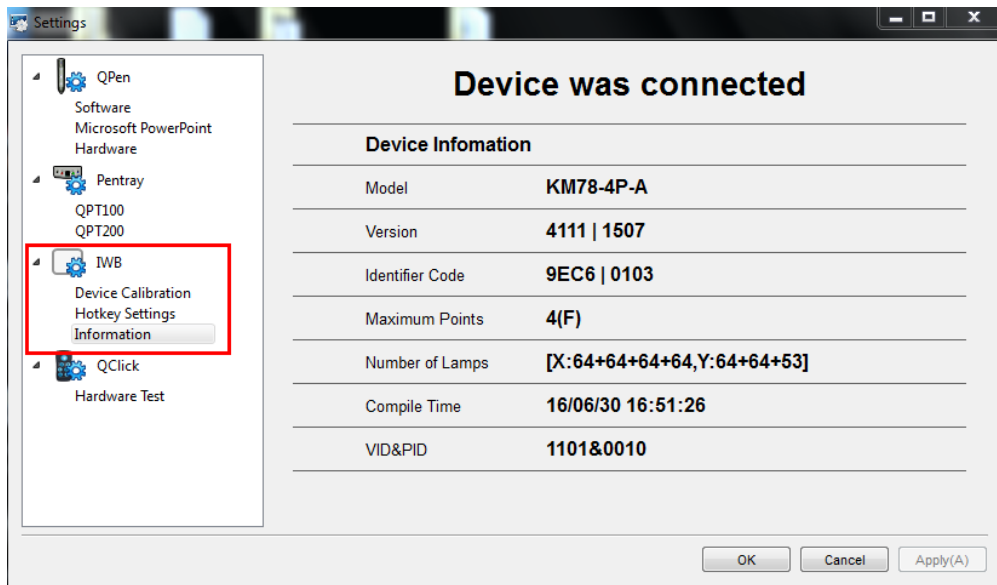 Settings
QPen
Software
Microsoft PowerPoint
Hardware
Pentray
QPT100
QPT200
IWB
Device Calibration
Hotkey Settings
Information
QClick
Hardware Test
Device was connected
Device Infomation
Model KM78-4P-A
Version 4111 | 1507
Identifier Code 9EC6 | 0103
Maximum Points 4(F)
Number of Lamps [X:64+64+64+64,Y:64+64+53]
Compile Time 16/06/30 16:51:26
VID&PID 1101&0010
OK Cancel Apply(A)